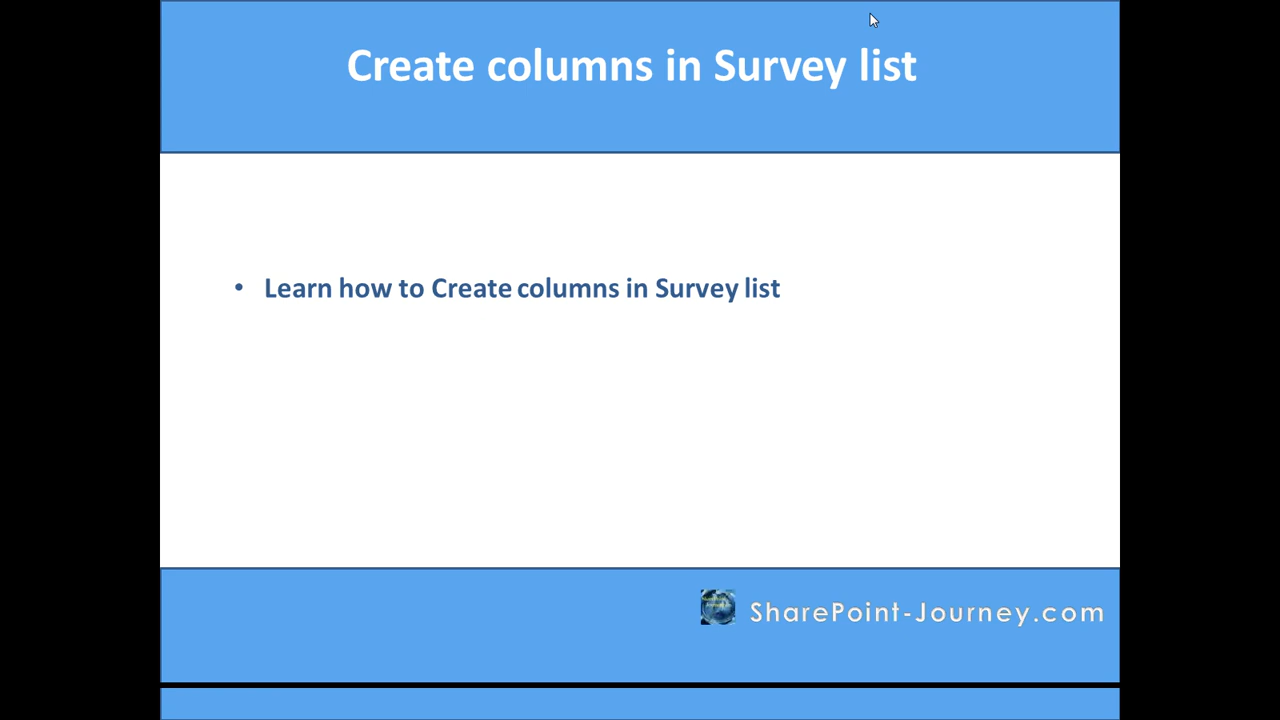 Create columns in Survey list
• Learn how to Create columns in Survey list
SharePoint-Journey.com